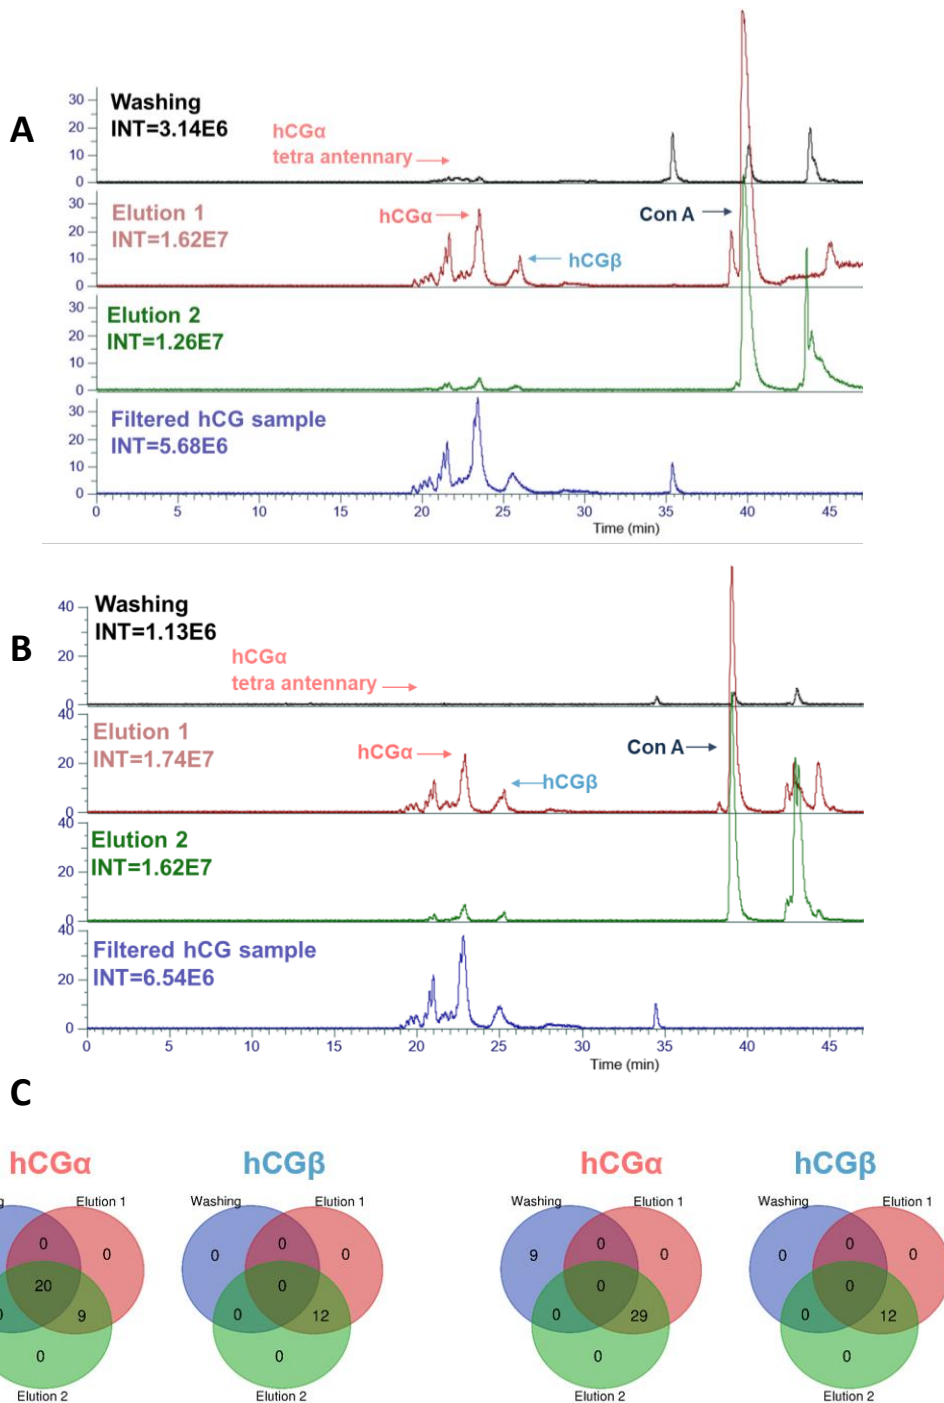 A
Washing
INT=3.14E6
hCGα
tetra antennary
30
20
10
0
Elution 1
INT=1.62E7
hCGα
hCGβ
Con A
30
20
10
0
Elution 2
INT=1.26E7
30
20
10
0
Filtered hCG sample
INT=5.68E6
30
20
10
0
0 5 10 15 20 25 30 35 40 45
Time (min)
B
Washing
INT=1.13E6
hCGα
tetra antennary
40
20
0
Elution 1
INT=1.74E7
hCGα
hCGβ
Con A
40
20
0
Elution 2
INT=1.62E7
40
20
0
Filtered hCG sample
INT=6.54E6
40
20
0
0 5 10 15 20 25 30 35 40 45
Time (min)
C
hCGα hCGβ hCGα hCGβ
g Elution 1 Washing Elution 1 Washing Elution 1 Washing Elution 1
0 0 0 0 0 9 0 0 0 0 0
20 0 0 0
0 9 0 12 0 29 0 12
0 0 0 0
Elution 2 Elution 2 Elution 2 Elution 2